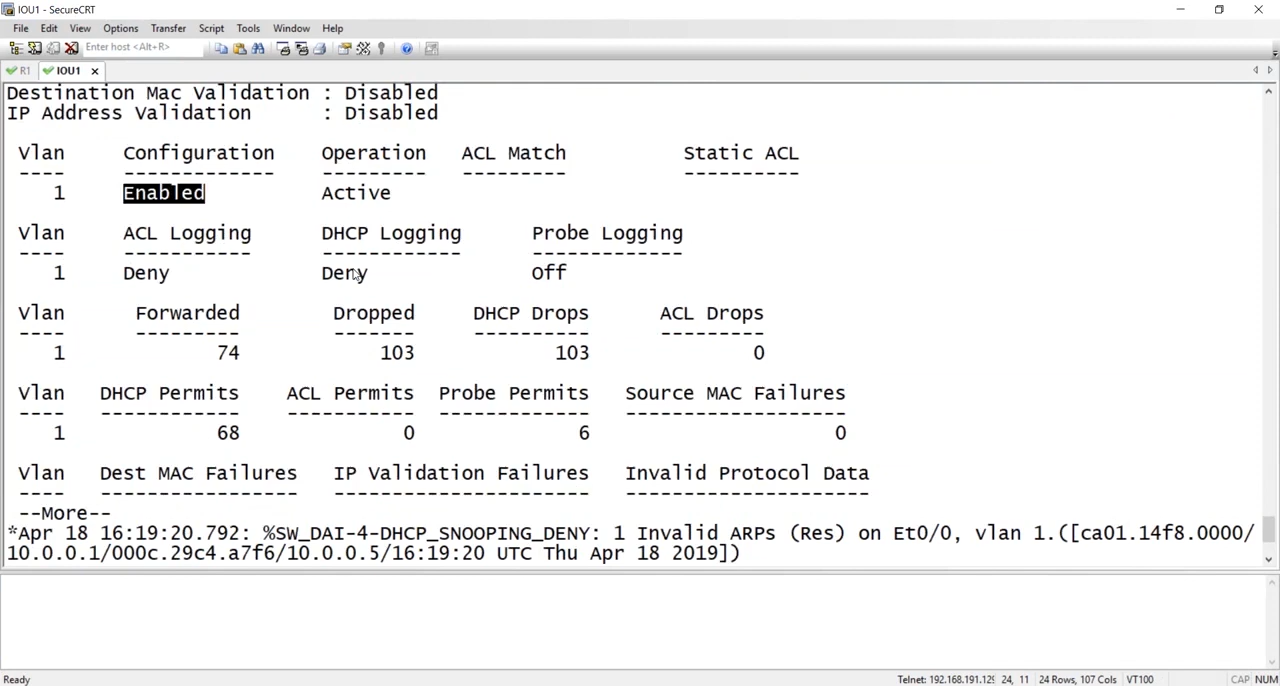 IOU1 - SecureCRT
File Edit View Options Transfer Script Tools Window Help
Enter host <Alt+R>
R1 IOU1
Destination Mac Validation : Disabled
IP Address Validation : Disabled
Vlan Configuration Operation ACL Match Static ACL
---- ------------- --------- --------- ----------
1 Enabled Active
Vlan ACL Logging DHCP Logging Probe Logging
---- ----------- ------------ -------------
1 Deny Deny Off
Vlan Forwarded Dropped DHCP Drops ACL Drops
---- --------- ------- ---------- ---------
1 74 103 103 0
Vlan DHCP Permits ACL Permits Probe Permits Source MAC Failures
---- ------------ ----------- ------------- -------------------
1 68 0 6 0
Vlan Dest MAC Failures IP Validation Failures Invalid Protocol Data
---- ----------------- ---------------------- ---------------------
--More--
*Apr 18 16:19:20.792: %SW_DAI-4-DHCP_SNOOPING_DENY: 1 Invalid ARPs (Res) on Et0/0, vlan 1.([ca01.14f8.0000/
10.0.0.1/000c.29c4.a7f6/10.0.0.5/16:19:20 UTC Thu Apr 18 2019])
Ready Telnet: 192.168.191.129 24, 11 24 Rows, 107 Cols VT100 CAP NUM